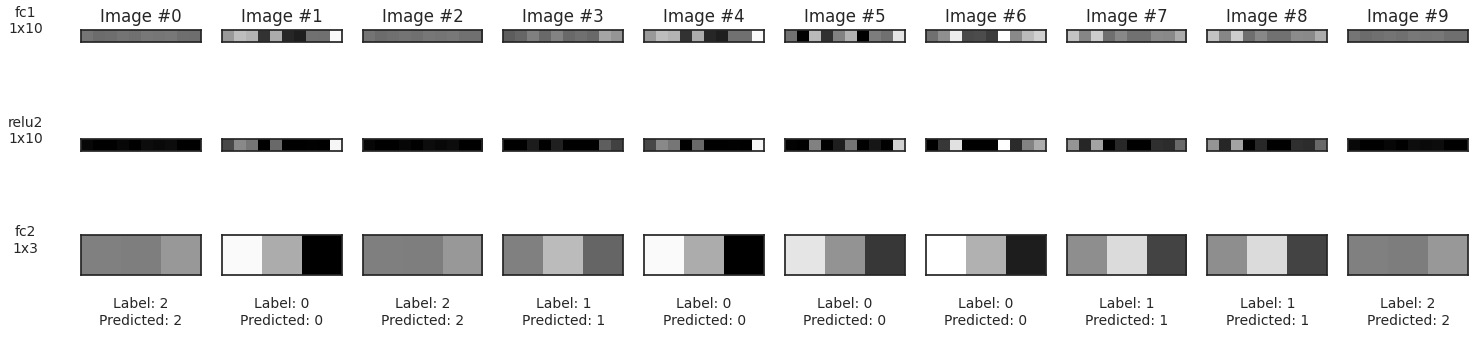 fc1
1x10
Image #0 Image #1 Image #2 Image #3 Image #4 Image #5 Image #6 Image #7 Image #8 Image #9
relu2
1x10
fc2
1x3
Label: 2 Label: 0 Label: 2 Label: 1 Label: 0 Label: 0 Label: 0 Label: 1 Label: 1 Label: 2
Predicted: 2 Predicted: 0 Predicted: 2 Predicted: 1 Predicted: 0 Predicted: 0 Predicted: 0 Predicted: 1 Predicted: 1 Predicted: 2